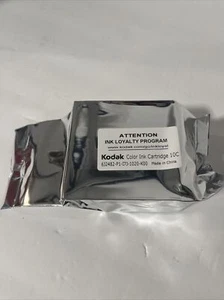 ATTENTION
INK LOYALTY PROGRAM
Kodak Color Ink Cartridge 10C
Made in China